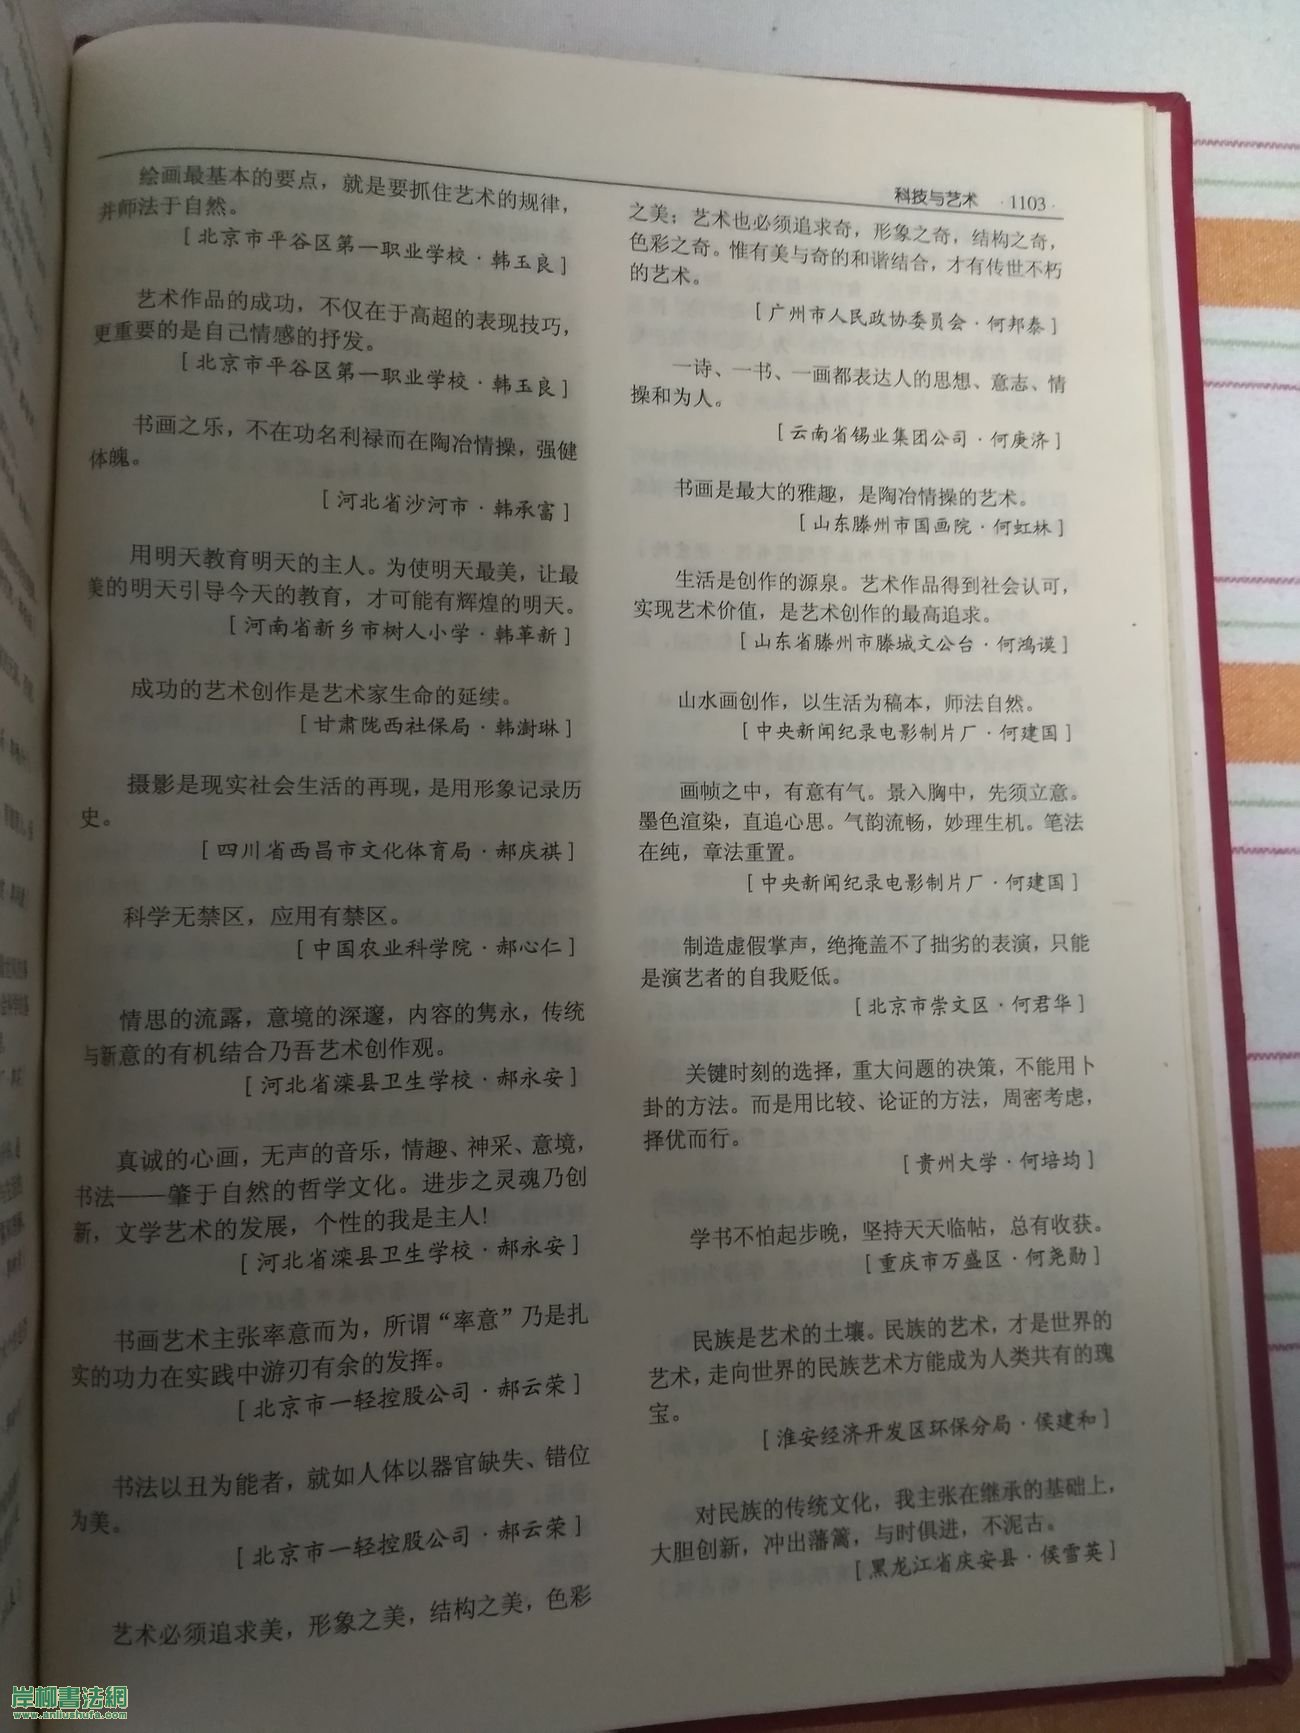 科技与艺术 ·1103·
绘画最基本的要点，就是要抓住艺术的规律，
并师法于自然。
[北京市平谷区第一职业学校·韩玉良]
艺术作品的成功，不仅在于高超的表现技巧，
更重要的是自己情感的抒发。
[北京市平谷区第一职业学校·韩玉良]
书画之乐，不在功名利禄而在陶冶情操，强健
体魄。
[河北省沙河市·韩承富]
用明天教育明天的主人。为使明天最美，让最
美的明天引导今天的教育，才可能有辉煌的明天。
[河南省新乡市树人小学·韩革新]
成功的艺术创作是艺术家生命的延续。
[甘肃陇西社保局·韩澍琳]
摄影是现实社会生活的再现，是用形象记录历
史。
[四川省西昌市文化体育局·郝庆祺]
科学无禁区，应用有禁区。
[中国农业科学院·郝心仁]
情思的流露，意境的深邃，内容的隽永，传统
与新意的有机结合乃吾艺术创作观。
[河北省滦县卫生学校·郝永安]
真诚的心画，无声的音乐，情趣、神采、意境，
书法——肇于自然的哲学文化。进步之灵魂乃创
新，文学艺术的发展，个性的我是主人!
[河北省滦县卫生学校·郝永安]
书画艺术主张率意而为，所谓“率意”乃是扎
实的功力在实践中游刃有余的发挥。
[北京市一轻控股公司·郝云荣]
书法以丑为能者，就如人体以器官缺失、错位
为美。
[北京市一轻控股公司·郝云荣]
艺术必须追求美，形象之美，结构之美，色彩
之美；艺术也必须追求奇，形象之奇，结构之奇，
色彩之奇。惟有美与奇的和谐结合，才有传世不朽
的艺术。
[广州市人民政协委员会·何邦泰]
一诗、一书、一画都表达人的思想、意志、情
操和为人。
[云南省锡业集团公司·何庚济]
书画是最大的雅趣，是陶冶情操的艺术。
[山东滕州市国画院·何虹林]
生活是创作的源泉。艺术作品得到社会认可，
实现艺术价值，是艺术创作的最高追求。
[山东省滕州市滕城文公台·何鸿谟]
山水画创作，以生活为稿本，师法自然。
[中央新闻纪录电影制片厂·何建国]
画帧之中，有意有气。景入胸中，先须立意。
墨色渲染，直追心思。气韵流畅，妙理生机。笔法
在纯，章法重置。
[中央新闻纪录电影制片厂·何建国]
制造虚假掌声，绝掩盖不了拙劣的表演，只能
是演艺者的自我贬低。
[北京市崇文区·何君华]
关键时刻的选择，重大问题的决策，不能用卜
卦的方法。而是用比较、论证的方法，周密考虑，
择优而行。
[贵州大学·何培均]
学书不怕起步晚，坚持天天临帖，总有收获。
[重庆市万盛区·何尧勋]
民族是艺术的土壤。民族的艺术，才是世界的
艺术，走向世界的民族艺术方能成为人类共有的瑰
宝。
[淮安经济开发区环保分局·侯建和]
对民族的传统文化，我主张在继承的基础上，
大胆创新，冲出藩篱，与时俱进，不泥古。
[黑龙江省庆安县·侯雪英]
岸柳書法網
www.anliushufa.com